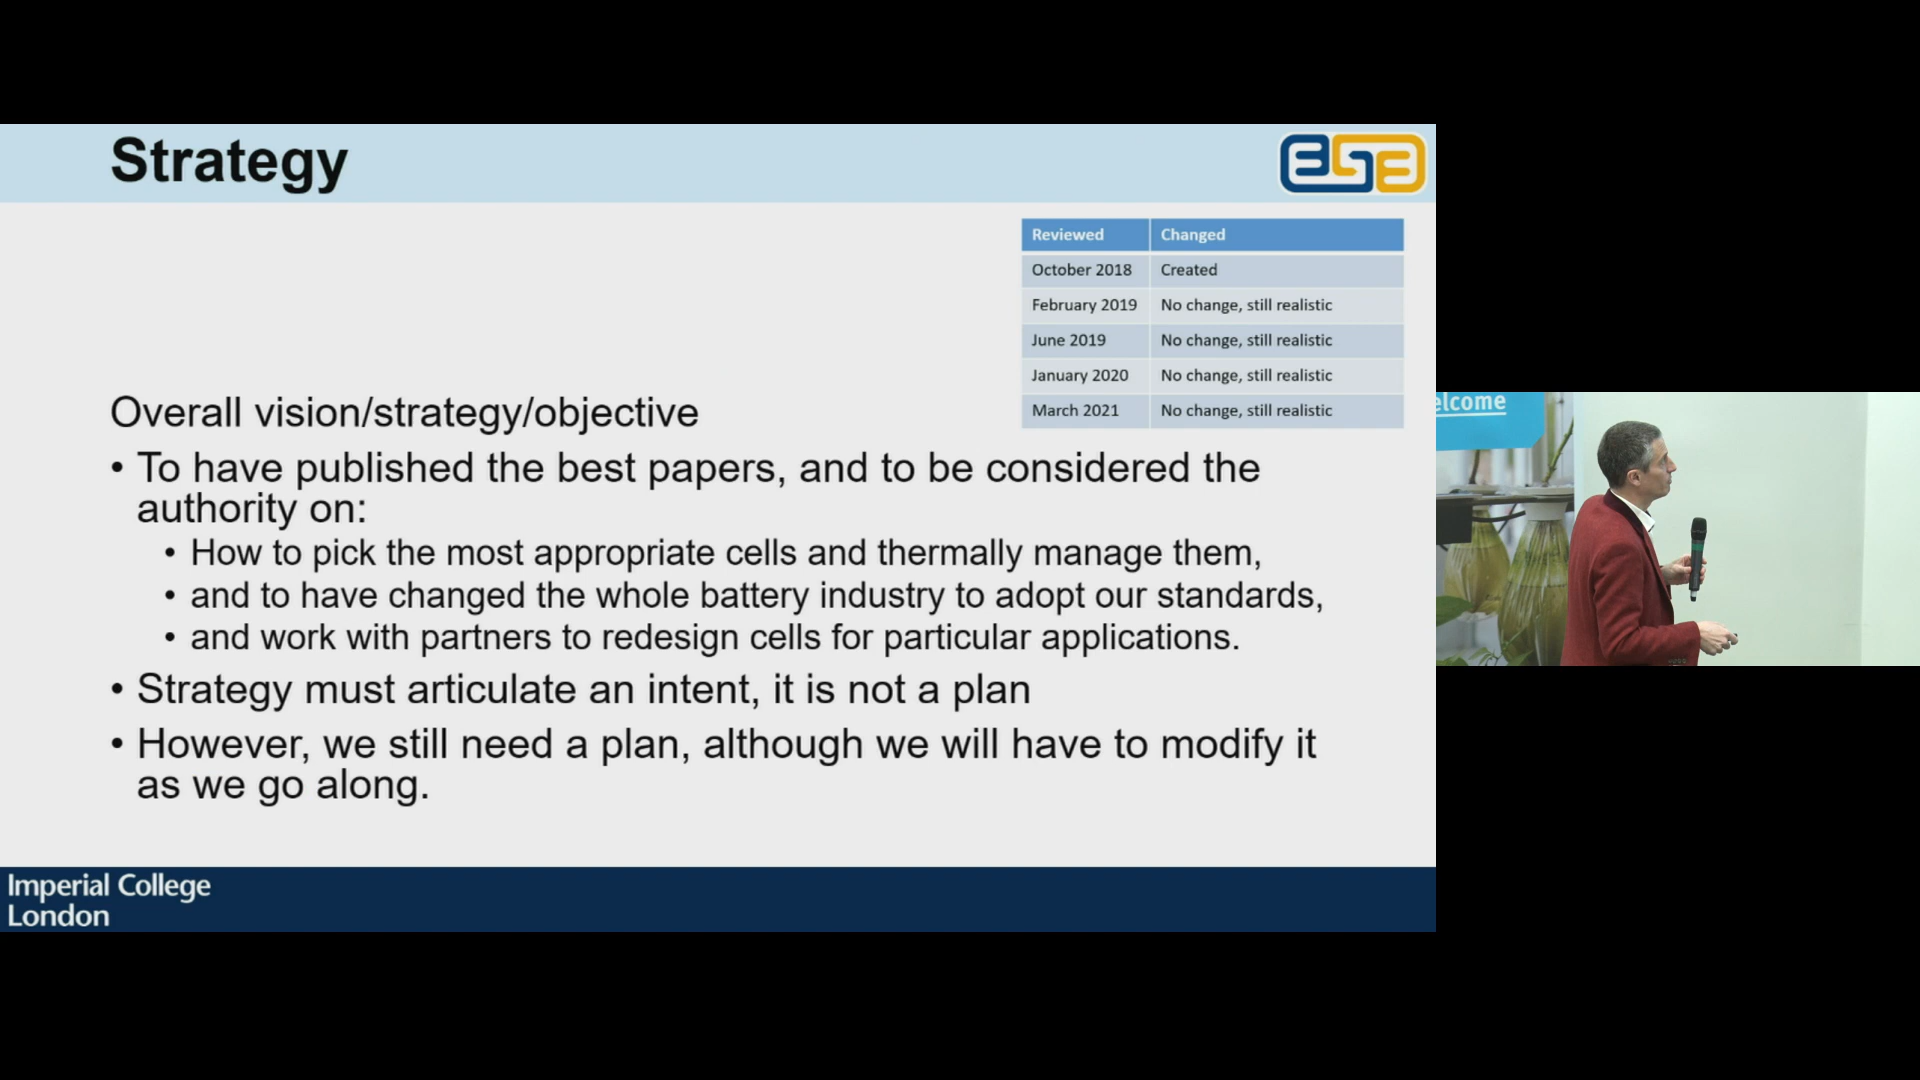 Strategy
Reviewed Changed
October 2018 Created
February 2019 No change, still realistic
June 2019 No change, still realistic
January 2020 No change, still realistic
March 2021 No change, still realistic
Overall vision/strategy/objective
• To have published the best papers, and to be considered the
authority on:
• How to pick the most appropriate cells and thermally manage them,
• and to have changed the whole battery industry to adopt our standards,
• and work with partners to redesign cells for particular applications.
• Strategy must articulate an intent, it is not a plan
• However, we still need a plan, although we will have to modify it
as we go along.
Imperial College
London
elcome